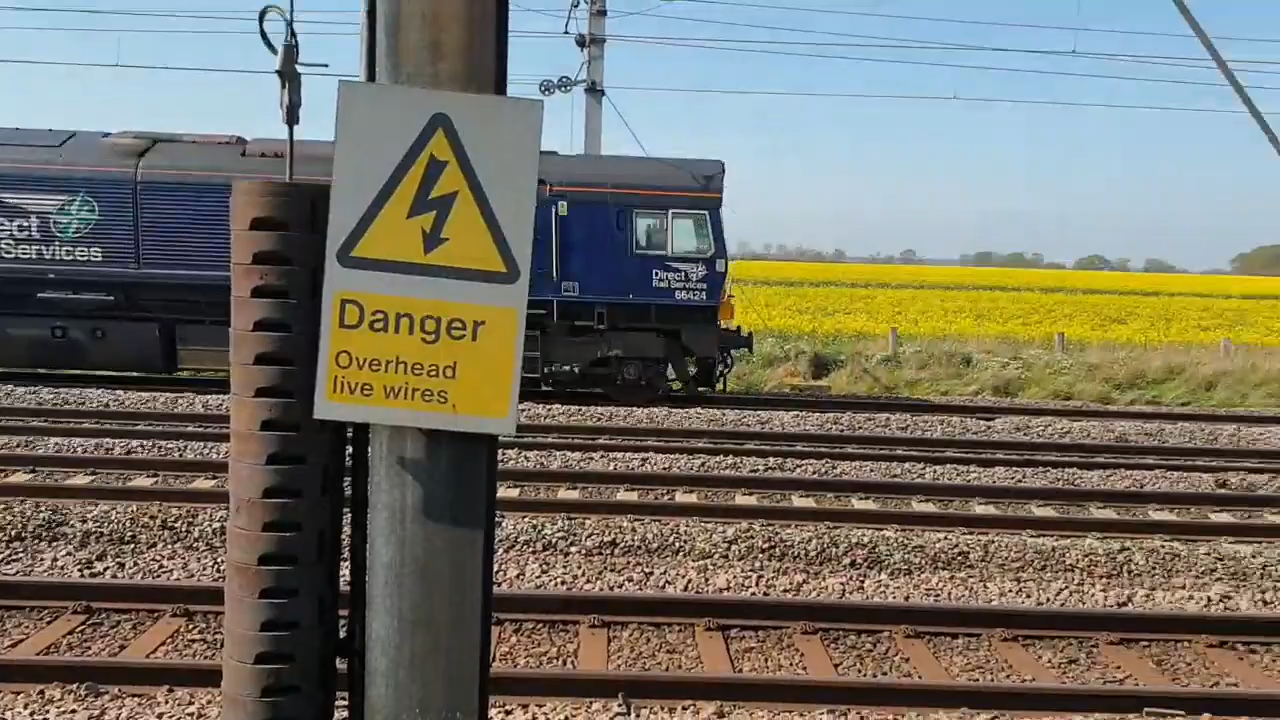 ect
Services
Danger
Overhead
live wires
Direct
Rail Services
66424